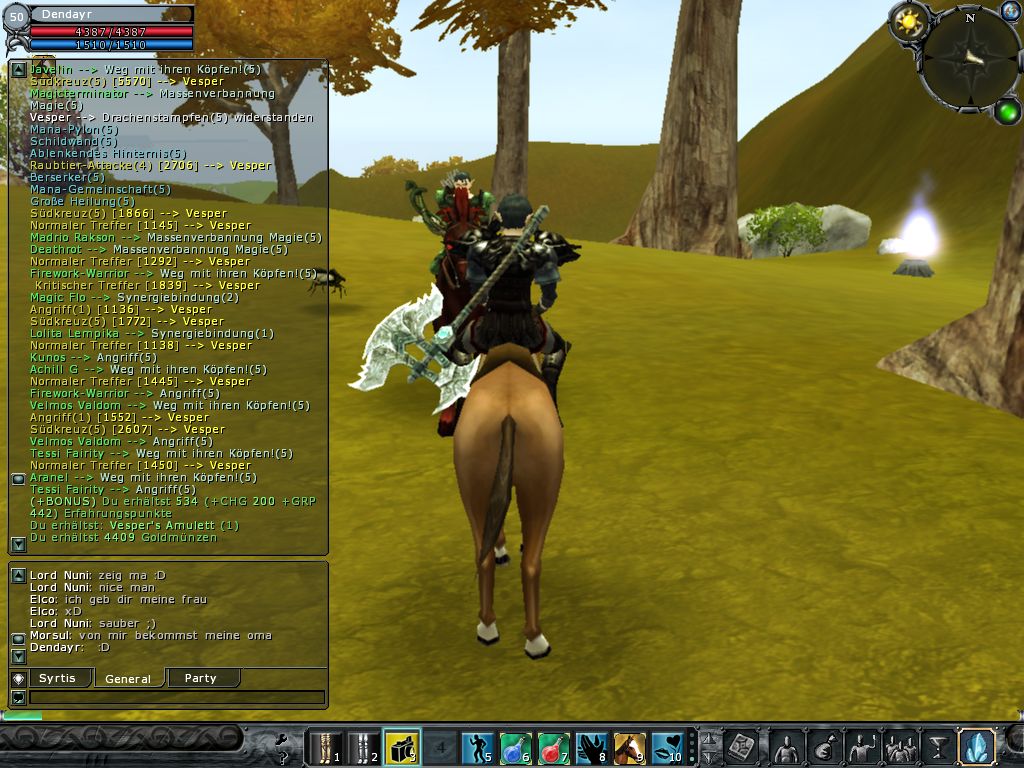 50 Dendayr
4387/4387
1510/1510
N
Javelin --> Weg mit ihren Köpfen!(5)
Südkreuz(5) [5570] --> Vesper
Magicterminator --> Massenverbannung
Magie(5)
Vesper --> Drachenstampfen(5) widerstanden
Mana-Pylon(5)
Schildwand(5)
Ablenkendes Hinternis(5)
Raubtier-Attacke(4) [2706] --> Vesper
Berserker(5)
Mana-Gemeinschaft(5)
Große Heilung(5)
Südkreuz(5) [1866] --> Vesper
Normaler Treffer [1145] --> Vesper
Madrio Rakson --> Massenverbannung Magie(5)
Deathrot --> Massenverbannung Magie(5)
Normaler Treffer [1292] --> Vesper
Firework-Warrior --> Weg mit ihren Köpfen!(5)
Kritischer Treffer [1839] --> Vesper
Magic Flo --> Synergiebindung(2)
Angriff(1) [1136] --> Vesper
Südkreuz(5) [1772] --> Vesper
Lolita Lempika --> Synergiebindung(1)
Normaler Treffer [1138] --> Vesper
Kunos --> Angriff(5)
Achill G --> Weg mit ihren Köpfen!(5)
Normaler Treffer [1445] --> Vesper
Firework-Warrior --> Angriff(5)
Velmos Valdom --> Weg mit ihren Köpfen!(5)
Angriff(1) [1552] --> Vesper
Südkreuz(5) [2607] --> Vesper
Velmos Valdom --> Angriff(5)
Tessi Fairity --> Weg mit ihren Köpfen!(5)
Normaler Treffer [1450] --> Vesper
Aranel --> Weg mit ihren Köpfen!(5)
Tessi Fairity --> Angriff(5)
(+BONUS) Du erhältst 534 (+CHG 200 +GRP
442) Erfahrungspunkte
Du erhältst: Vesper's Amulett (1)
Du erhältst 4409 Goldmünzen
Lord Nuni: zeig ma :D
Lord Nuni: nice man
Elco: ich geb dir meine frau
Elco: xD
Lord Nuni: sauber ;)
Morsul: von mir bekommst meine oma
Dendayr: :D
Syrtis General Party
1 2 3 4 5 6 7 8 9 10